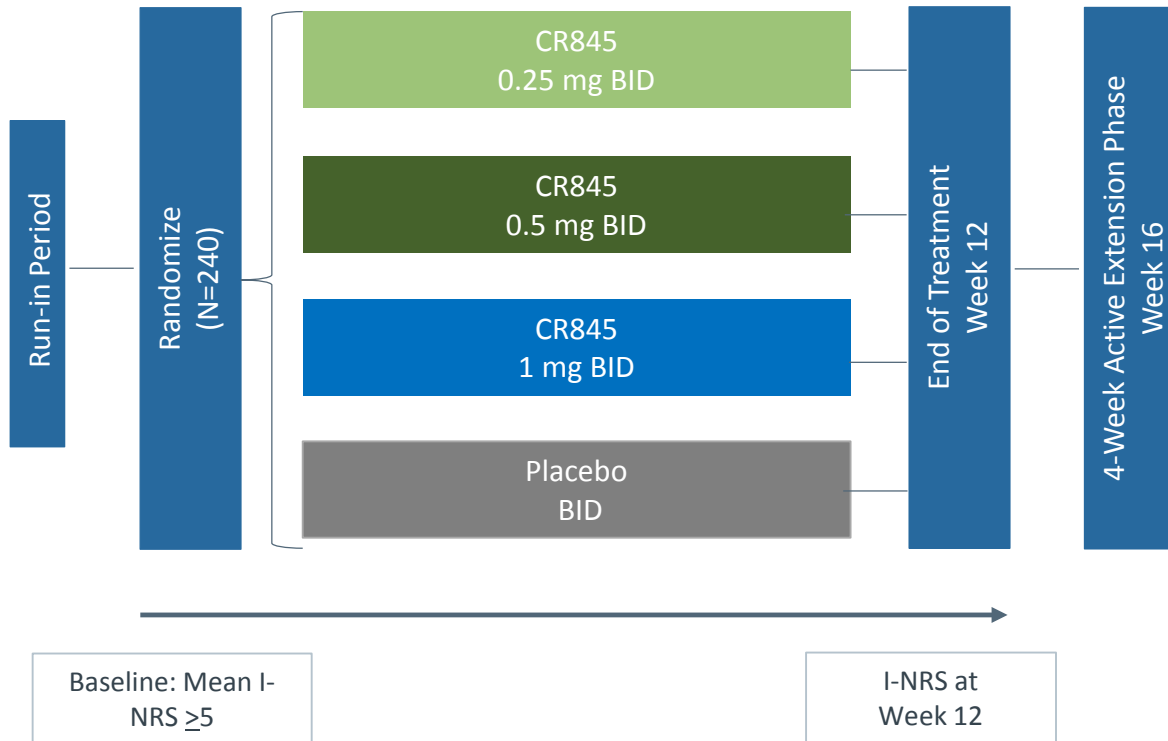 Run-in Period
Randomize
(N=240)
CR845
0.25 mg BID
CR845
0.5 mg BID
CR845
1 mg BID
Placebo
BID
End of Treatment
Week 12
4-Week Active Extension Phase
Week 16
Baseline: Mean I-
NRS ≥5
I-NRS at
Week 12